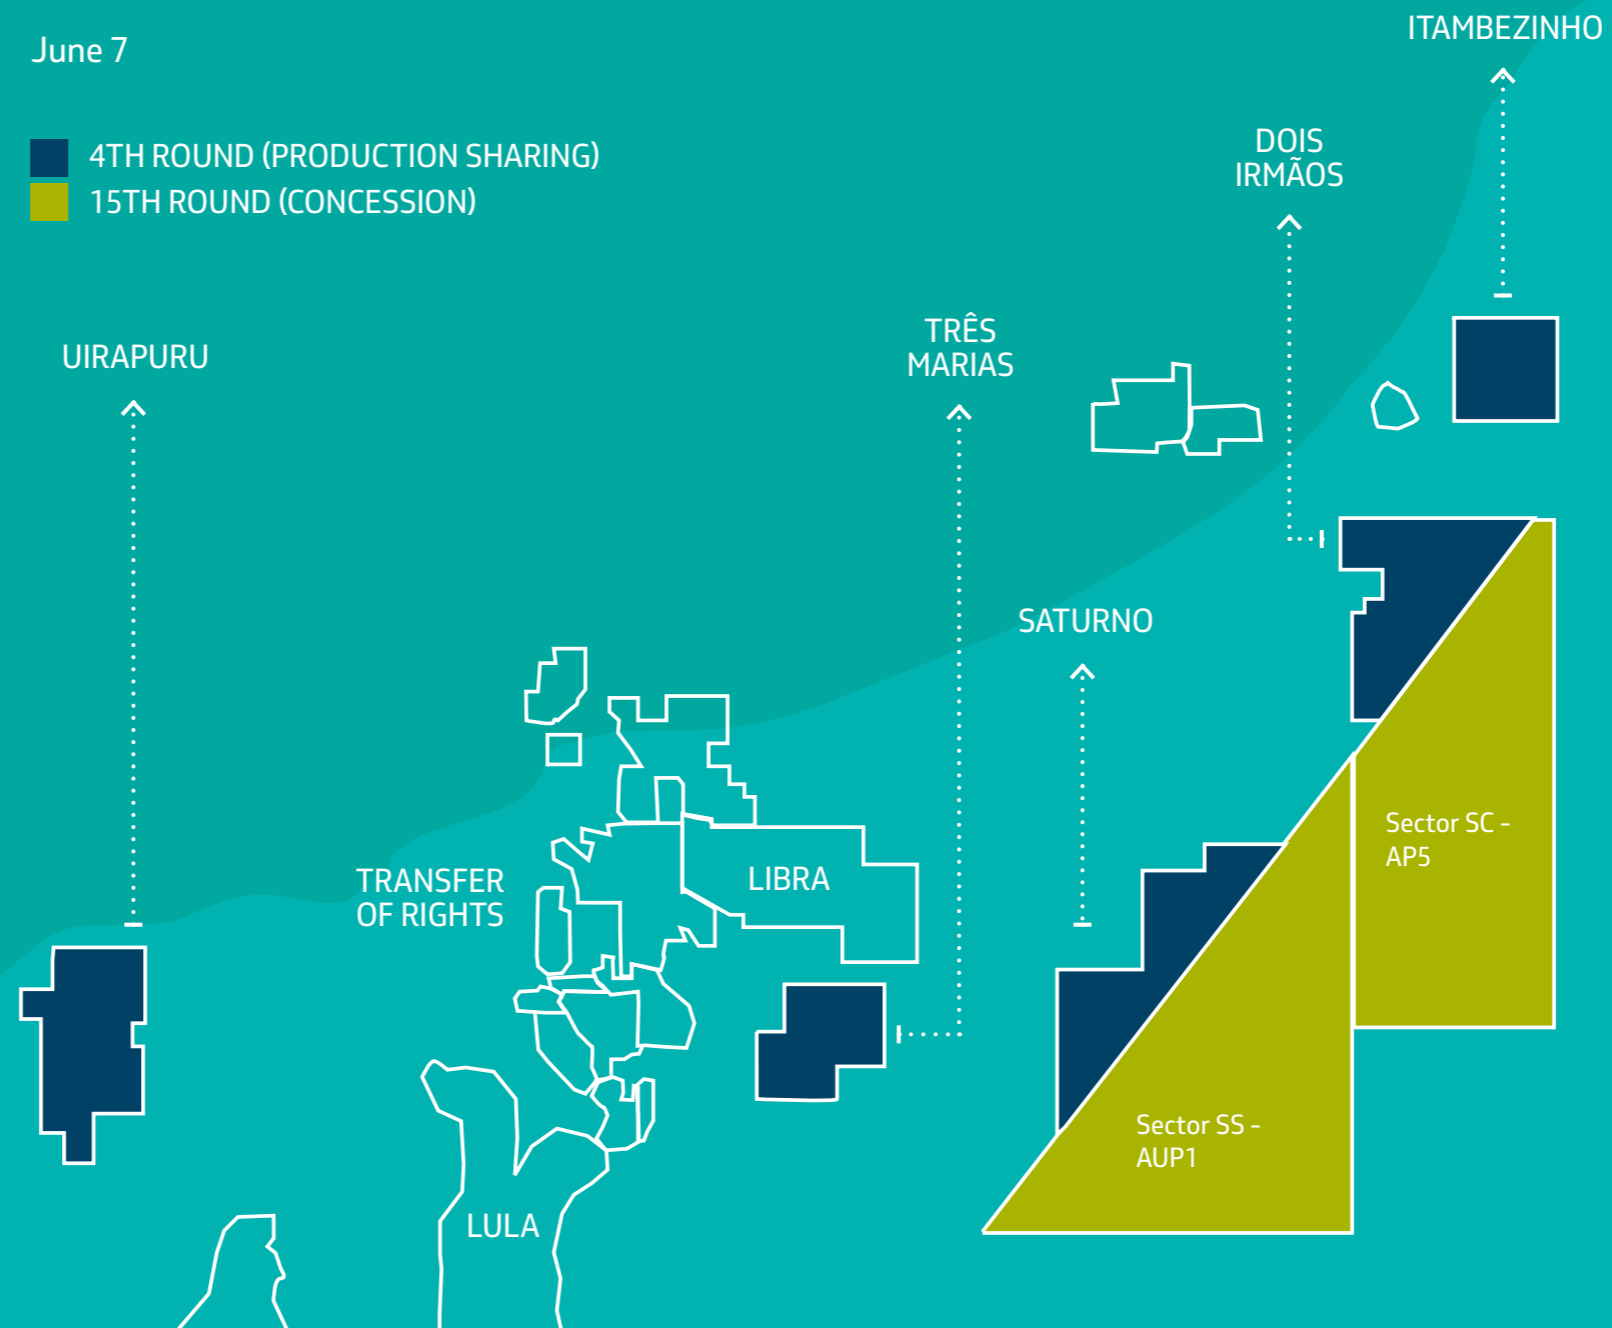 June 7
4TH ROUND (PRODUCTION SHARING)
15TH ROUND (CONCESSION)
ITAMBEZINHO
DOIS
IRMÃOS
TRÊS
MARIAS
UIRAPURU
SATURNO
TRANSFER
OF RIGHTS
LIBRA
Sector SC -
AP5
Sector SS -
AUP1
LULA